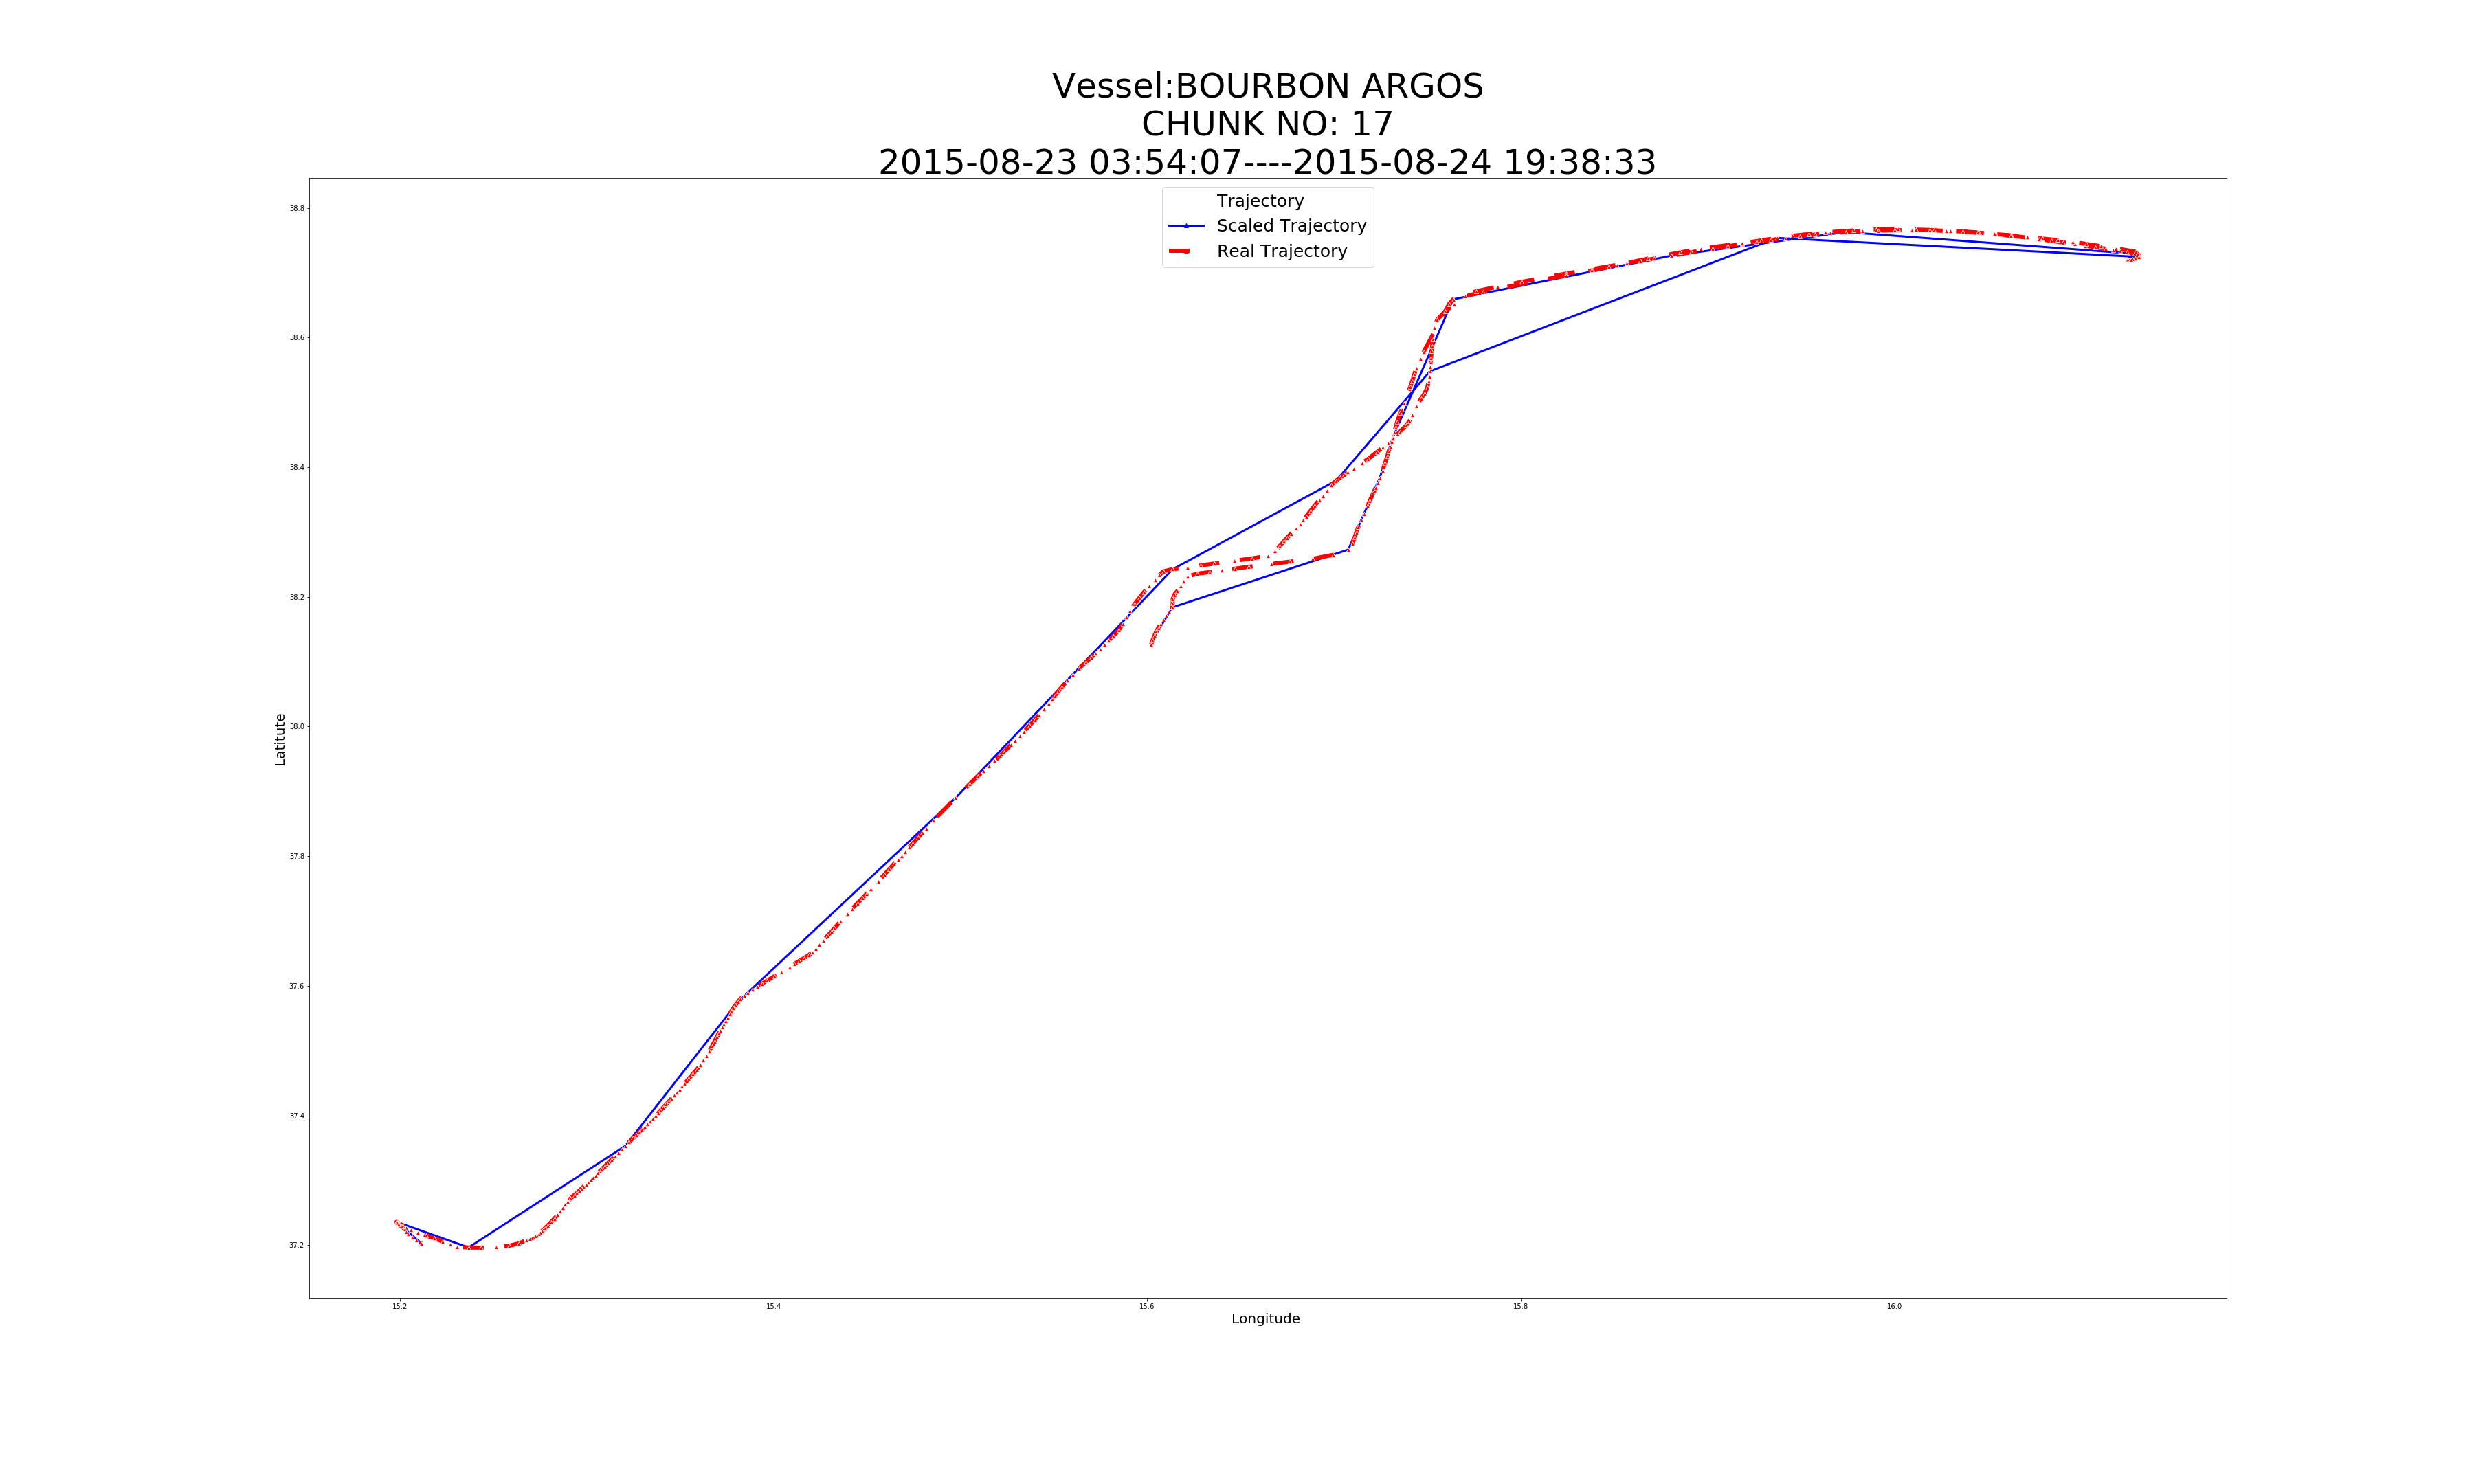 Vessel:BOURBON ARGOS
CHUNK NO: 17
2015-08-23 03:54:07----2015-08-24 19:38:33
Trajectory
Scaled Trajectory
Real Trajectory
38.8
38.6
38.4
38.2
38.0
37.8
37.6
37.4
37.2
Latitute
15.2
15.4
15.6
15.8
16.0
Longitude